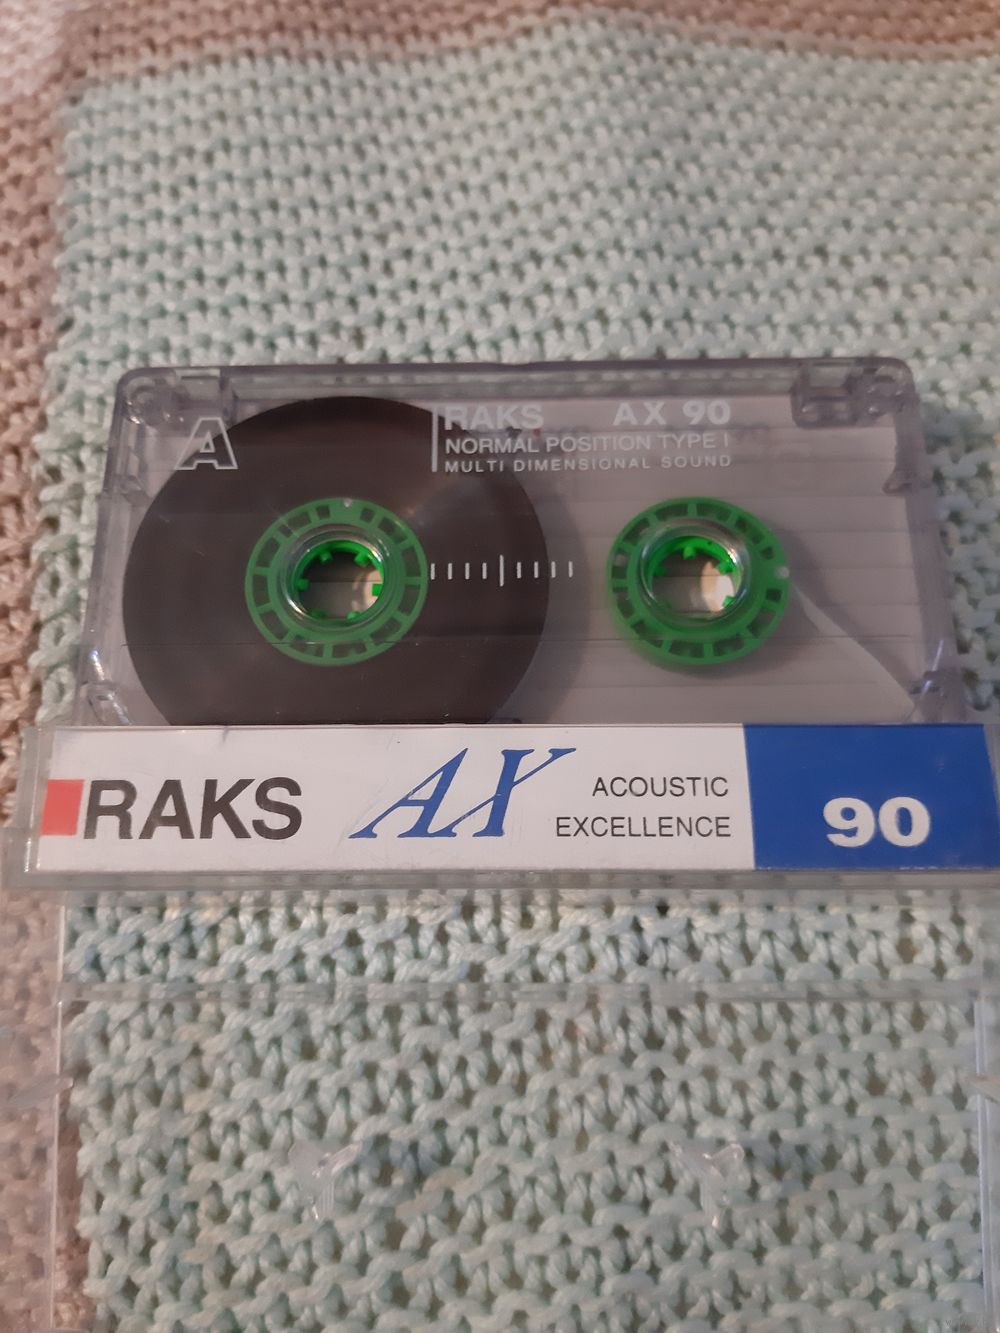 A
RAKS AX 90
NORMAL POSITION TYPE I
MULTI DIMENSIONAL SOUND
RAKS AX ACOUSTIC EXCELLENCE 90